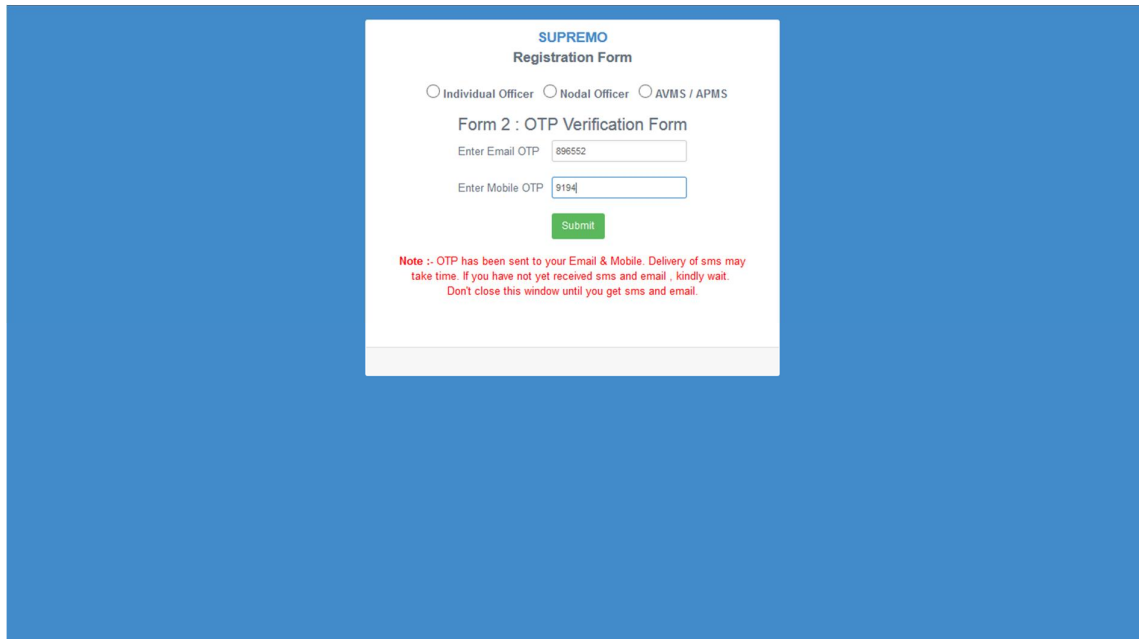 SUPREMO
Registration Form
Individual Officer Nodal Officer AVMS / APMS
Form 2 : OTP Verification Form
Enter Email OTP 896552
Enter Mobile OTP 9194
Submit
Note :- OTP has been sent to your Email & Mobile. Delivery of sms may
take time. If you have not yet received sms and email , kindly wait.
Don't close this window until you get sms and email.